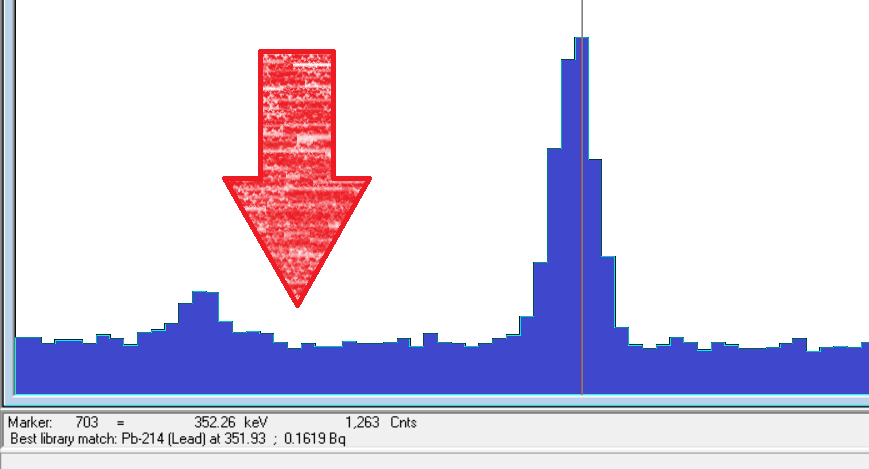 Marker: 703 = 352.26 keV 1,263 Cnts
Best library match: Pb-214 (Lead) at 351.93 ; 0.1619 Bq